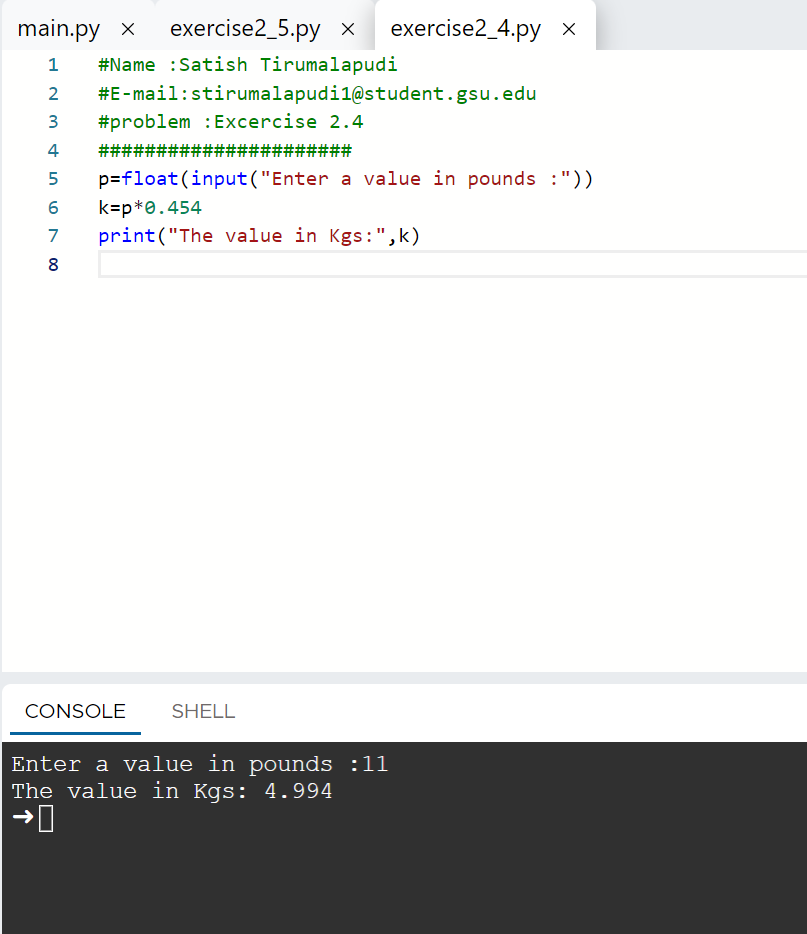 main.py × exercise2_5.py × exercise2_4.py ×
1 #Name :Satish Tirumalapudi
2 #E-mail:stirumalapudi1@student.gsu.edu
3 #problem :Excercise 2.4
4 ######################
5 p=float(input("Enter a value in pounds :"))
6 k=p*0.454
7 print("The value in Kgs:",k)
8
CONSOLE SHELL
Enter a value in pounds :11
The value in Kgs: 4.994
➜